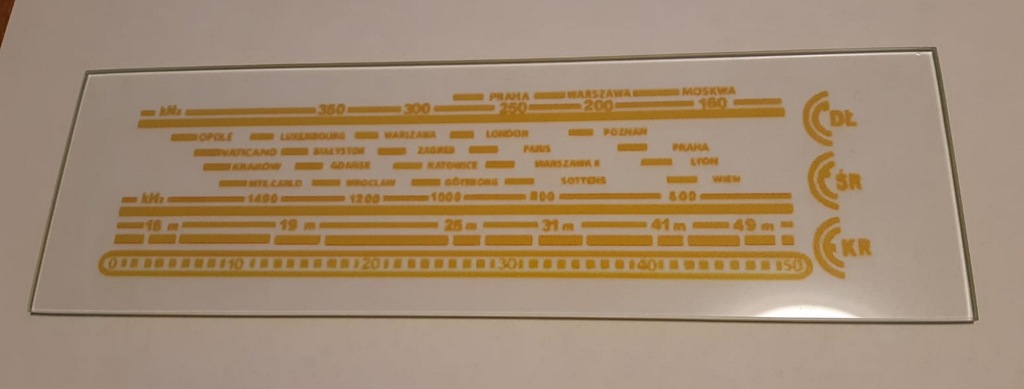 PRAHA WARSZAWA MOSKWA
kHz 350 300 250 200 160
DŁ
OPOLE LUXEMBOURG WARSZAWA LONDON POZNAŃ
VATICANO BIAŁYSTOK ZAGREB PARIS PRAHA
KRAKÓW GDAŃSK KATOWICE WARSZAWA II LYON
MTE.CARLO WROCŁAW GÖTEBORG SOTTENS WIEN
ŚR
kHz 1400 1200 1000 800 600
16 m 19 m 25 m 31 m 41 m 49 m
KR
0 10 20 30 40 50